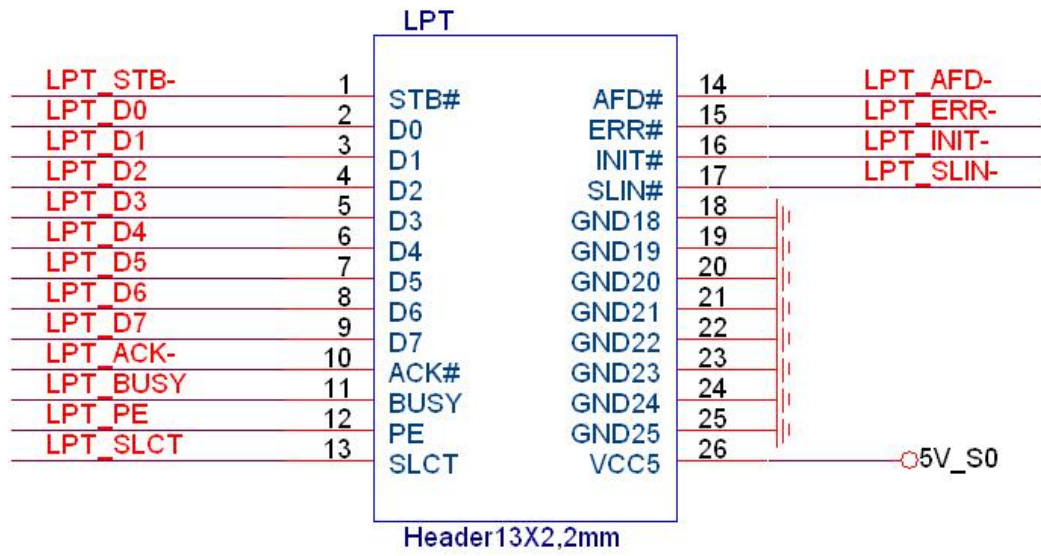 LPT
LPT_STB- 1 STB# AFD# 14 LPT_AFD-
LPT_D0 2 D0 ERR# 15 LPT_ERR-
LPT_D1 3 D1 INIT# 16 LPT_INIT-
LPT_D2 4 D2 SLIN# 17 LPT_SLIN-
LPT_D3 5 D3 GND18 18
LPT_D4 6 D4 GND19 19
LPT_D5 7 D5 GND20 20
LPT_D6 8 D6 GND21 21
LPT_D7 9 D7 GND22 22
LPT_ACK- 10 ACK# GND23 23
LPT_BUSY 11 BUSY GND24 24
LPT_PE 12 PE GND25 25
LPT_SLCT 13 SLCT VCC5 26 5V_S0
Header13X2,2mm